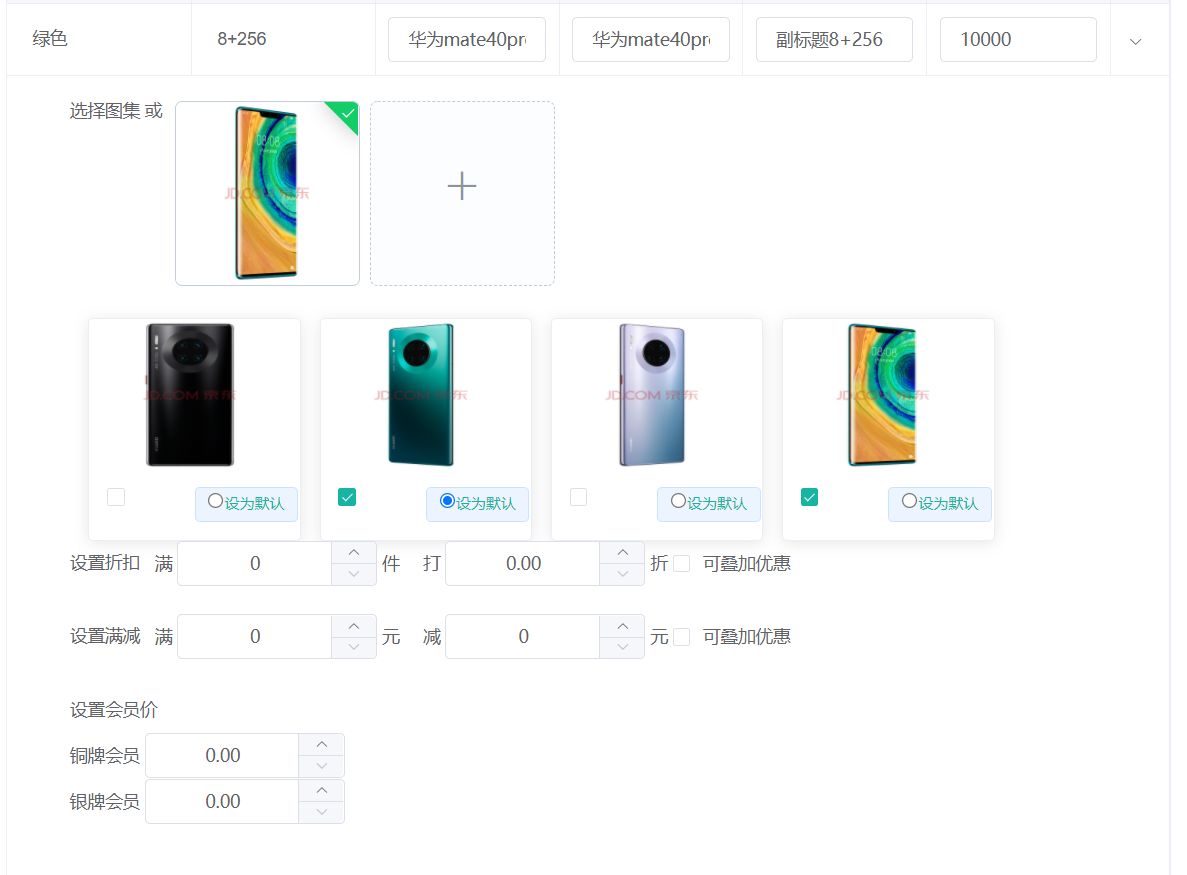 绿色 8+256 华为mate40pr 华为mate40pr 副标题8+256 10000
选择图集 或
08:08
JD.COM 京东
08:08
JD.COM 京东 JD.COM 京东 JD.COM 京东 JD.COM 京东
设为默认 设为默认 设为默认 设为默认
设置折扣 满 0 件 打 0.00 折 可叠加优惠
设置满减 满 0 元 减 0 元 可叠加优惠
设置会员价
铜牌会员 0.00
银牌会员 0.00